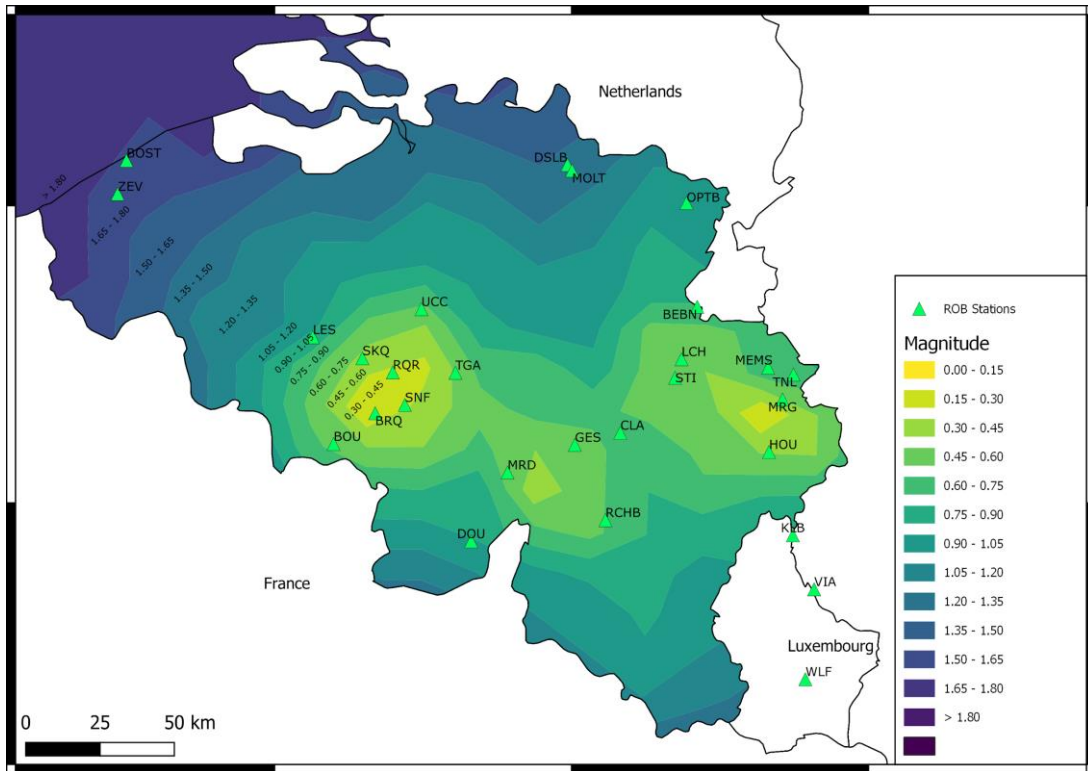 Netherlands
BOST
DSLB
MOLT
ZEV
> 1.80
OPTB
1.65 - 1.80
1.50 - 1.65
1.35 - 1.50
1.20 - 1.35
UCC
BEBN
LES
1.05 - 1.20
0.90 - 1.05
0.75 - 0.90
0.60 - 0.75
0.45 - 0.60
0.30 - 0.45
SKQ
RQR
TGA
LCH
MEMS
STI
TNL
SNF
MRG
BRQ
CLA
BOU
GES
HOU
MRD
RCHB
DOU
KLB
France
VIA
Luxembourg
WLF
0 25 50 km
ROB Stations
Magnitude
0.00 - 0.15
0.15 - 0.30
0.30 - 0.45
0.45 - 0.60
0.60 - 0.75
0.75 - 0.90
0.90 - 1.05
1.05 - 1.20
1.20 - 1.35
1.35 - 1.50
1.50 - 1.65
1.65 - 1.80
> 1.80